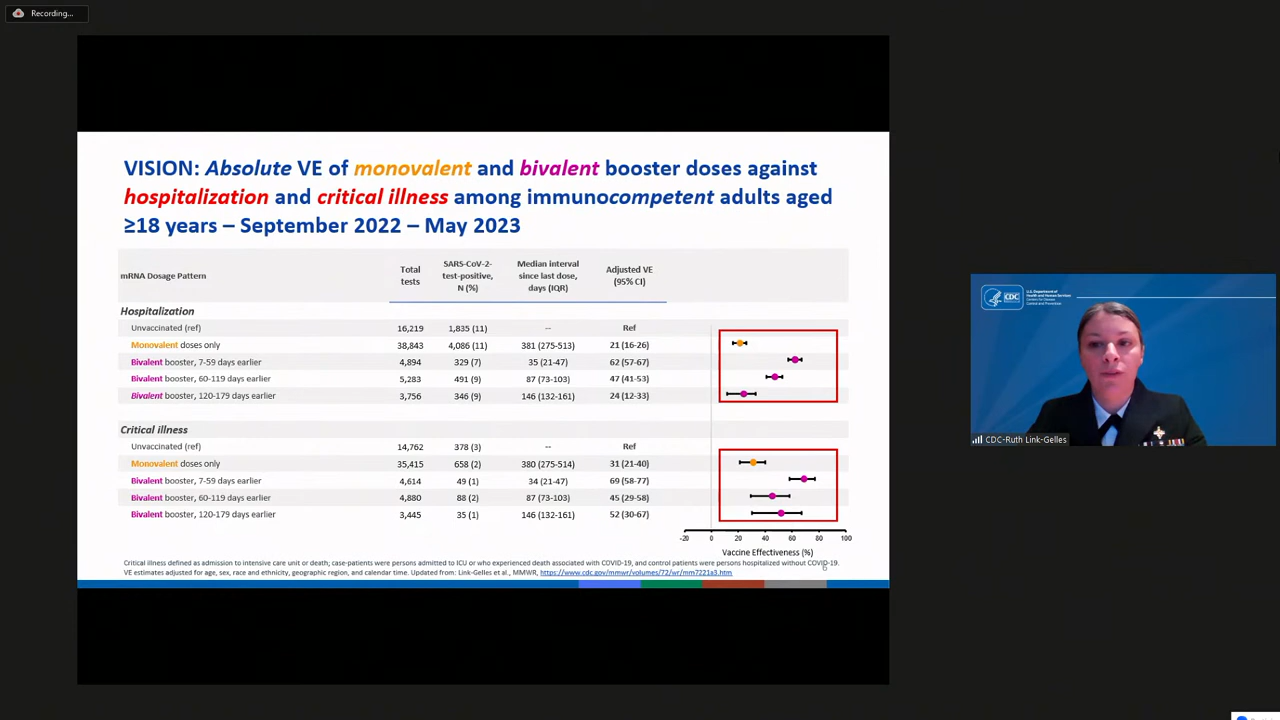 Recording...
VISION: Absolute VE of monovalent and bivalent booster doses against
hospitalization and critical illness among immunocompetent adults aged
≥18 years – September 2022 – May 2023
mRNA Dosage Pattern
Total tests
SARS-CoV-2-test-positive, N (%)
Median interval since last dose, days (IQR)
Adjusted VE (95% CI)
Hospitalization
Unvaccinated (ref) 16,219 1,835 (11) -- Ref
Monovalent doses only 38,843 4,086 (11) 381 (275-513) 21 (16-26)
Bivalent booster, 7-59 days earlier 4,894 329 (7) 35 (21-47) 62 (57-67)
Bivalent booster, 60-119 days earlier 5,283 491 (9) 87 (73-103) 47 (41-53)
Bivalent booster, 120-179 days earlier 3,756 346 (9) 146 (132-161) 24 (12-33)
Critical illness
Unvaccinated (ref) 14,762 378 (3) -- Ref
Monovalent doses only 35,415 658 (2) 380 (275-514) 31 (21-40)
Bivalent booster, 7-59 days earlier 4,614 49 (1) 34 (21-47) 69 (58-77)
Bivalent booster, 60-119 days earlier 4,880 88 (2) 87 (73-103) 45 (29-58)
Bivalent booster, 120-179 days earlier 3,445 35 (1) 146 (132-161) 52 (30-67)
-20 0 20 40 60 80 100
Vaccine Effectiveness (%)
Critical illness defined as admission to intensive care unit or death; case-patients were persons admitted to ICU or who experienced death associated with COVID-19, and control patients were persons hospitalized without COVID-19.
VE estimates adjusted for age, sex, race and ethnicity, geographic region, and calendar time. Updated from: Link-Gelles et al., MMWR, https://www.cdc.gov/mmwr/volumes/72/wr/mm7221a3.htm
CDC
U.S. Department of
Health and Human Services
Centers for Disease
Control and Prevention
CDC-Ruth Link-Gelles